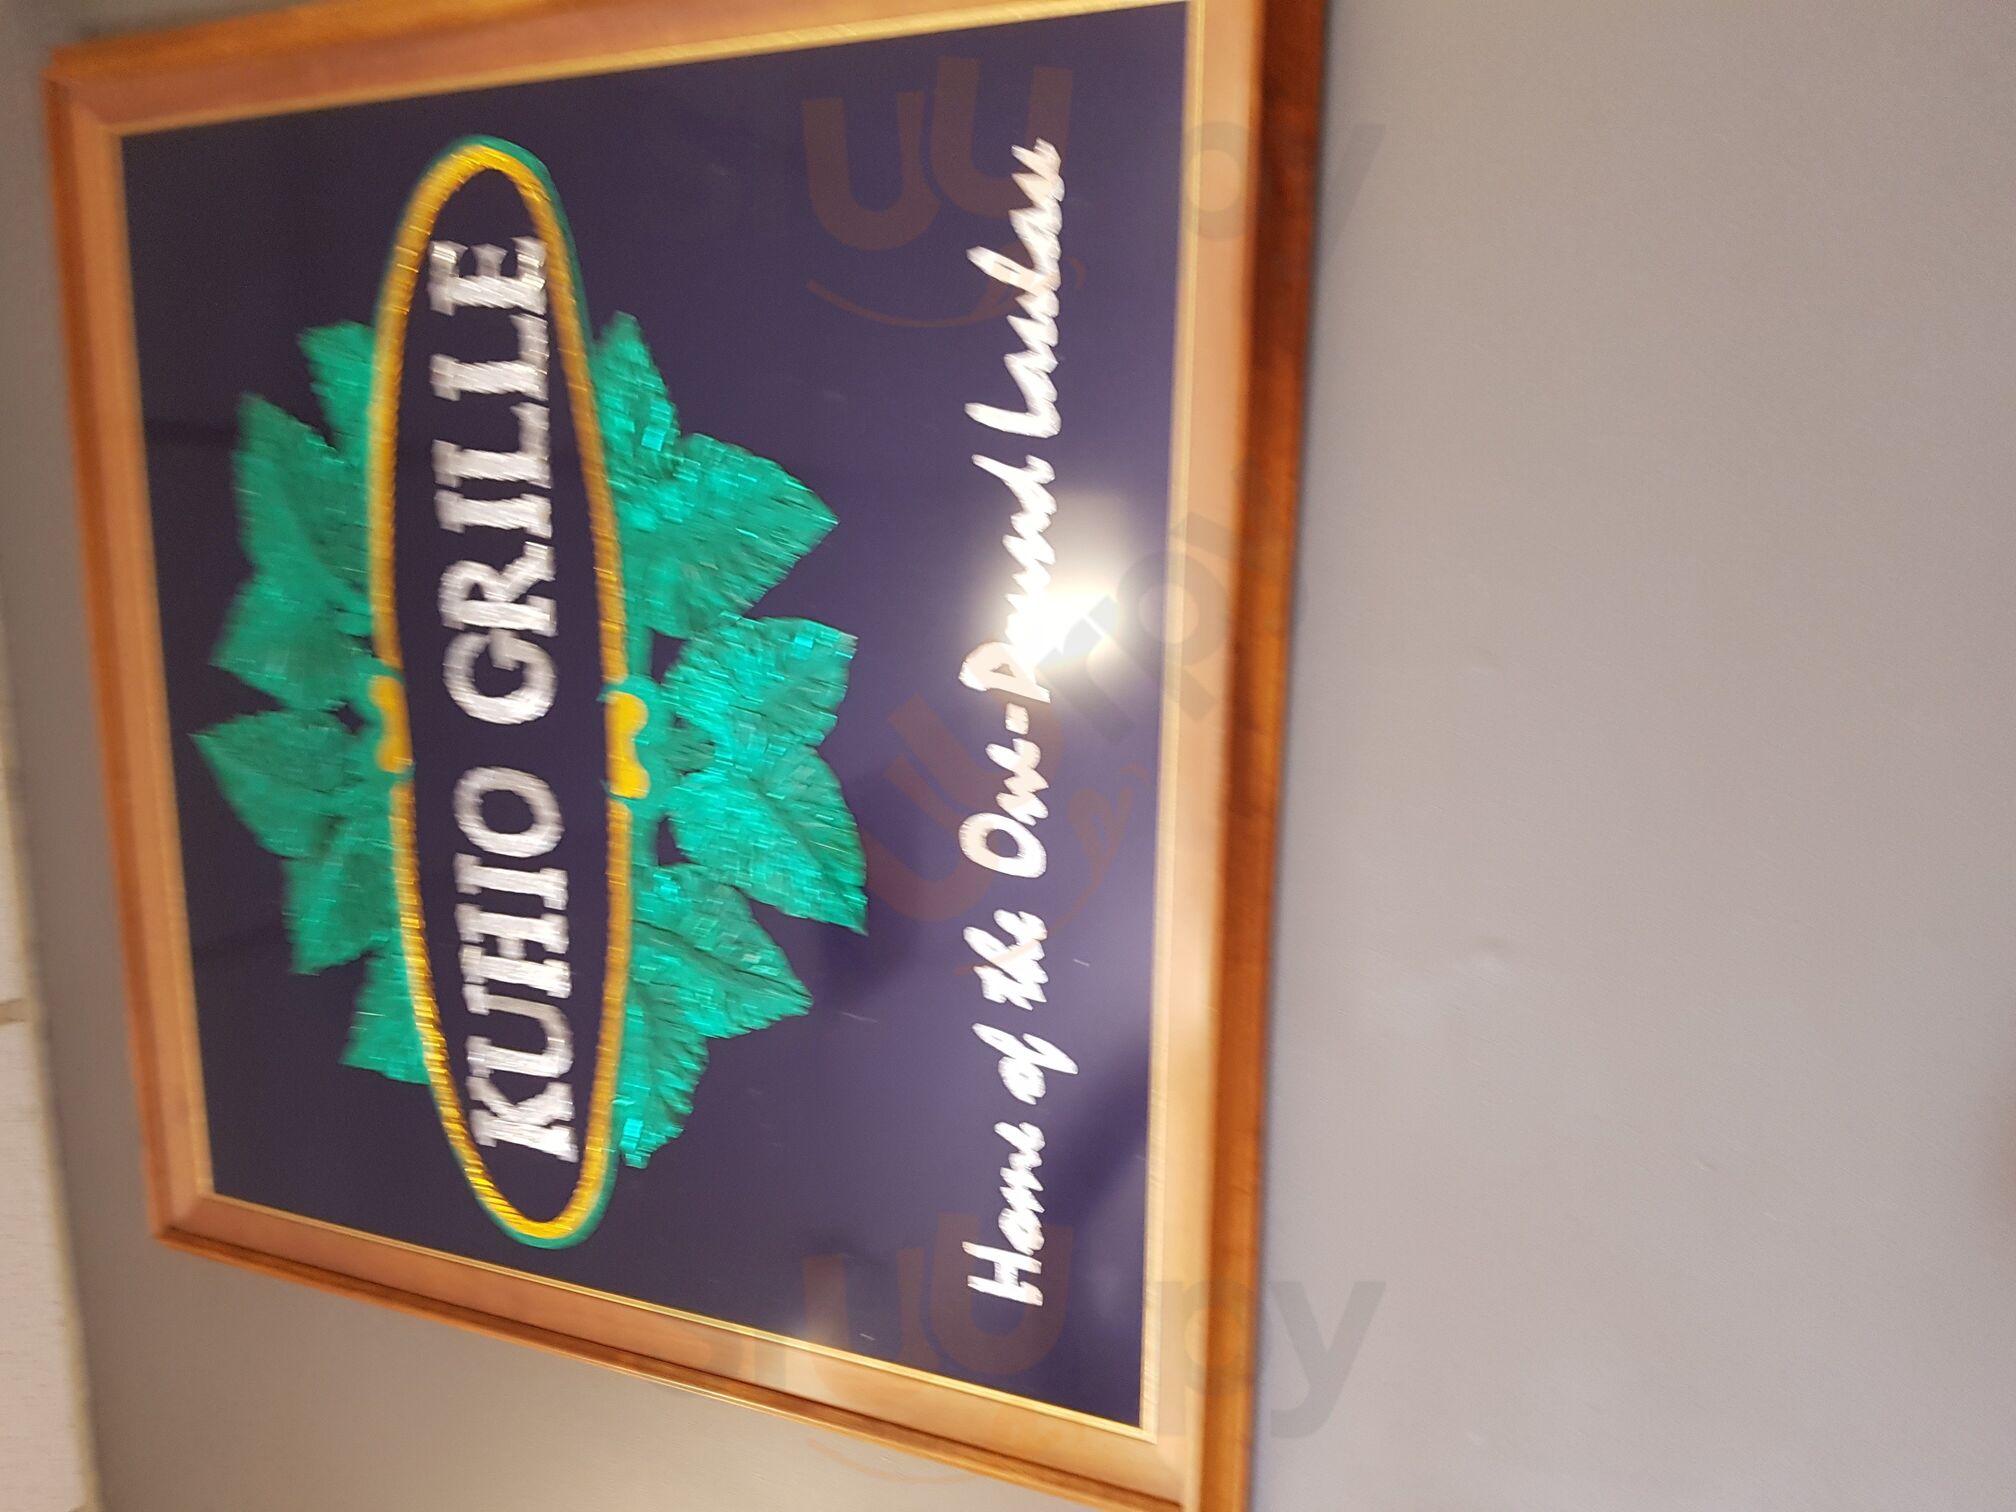 KUHIO GRILLE
Home of the One-Pound Laulau